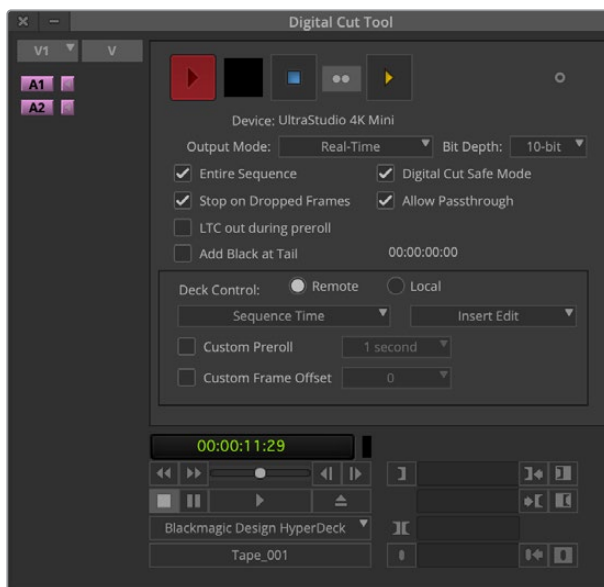 Digital Cut Tool
V1 V
A1
A2
Device: UltraStudio 4K Mini
Output Mode: Real-Time Bit Depth: 10-bit
Entire Sequence Digital Cut Safe Mode
Stop on Dropped Frames Allow Passthrough
LTC out during preroll
Add Black at Tail 00:00:00:00
Deck Control: Remote Local
Sequence Time Insert Edit
Custom Preroll 1 second
Custom Frame Offset 0
00:00:11:29
Blackmagic Design HyperDeck
Tape_001